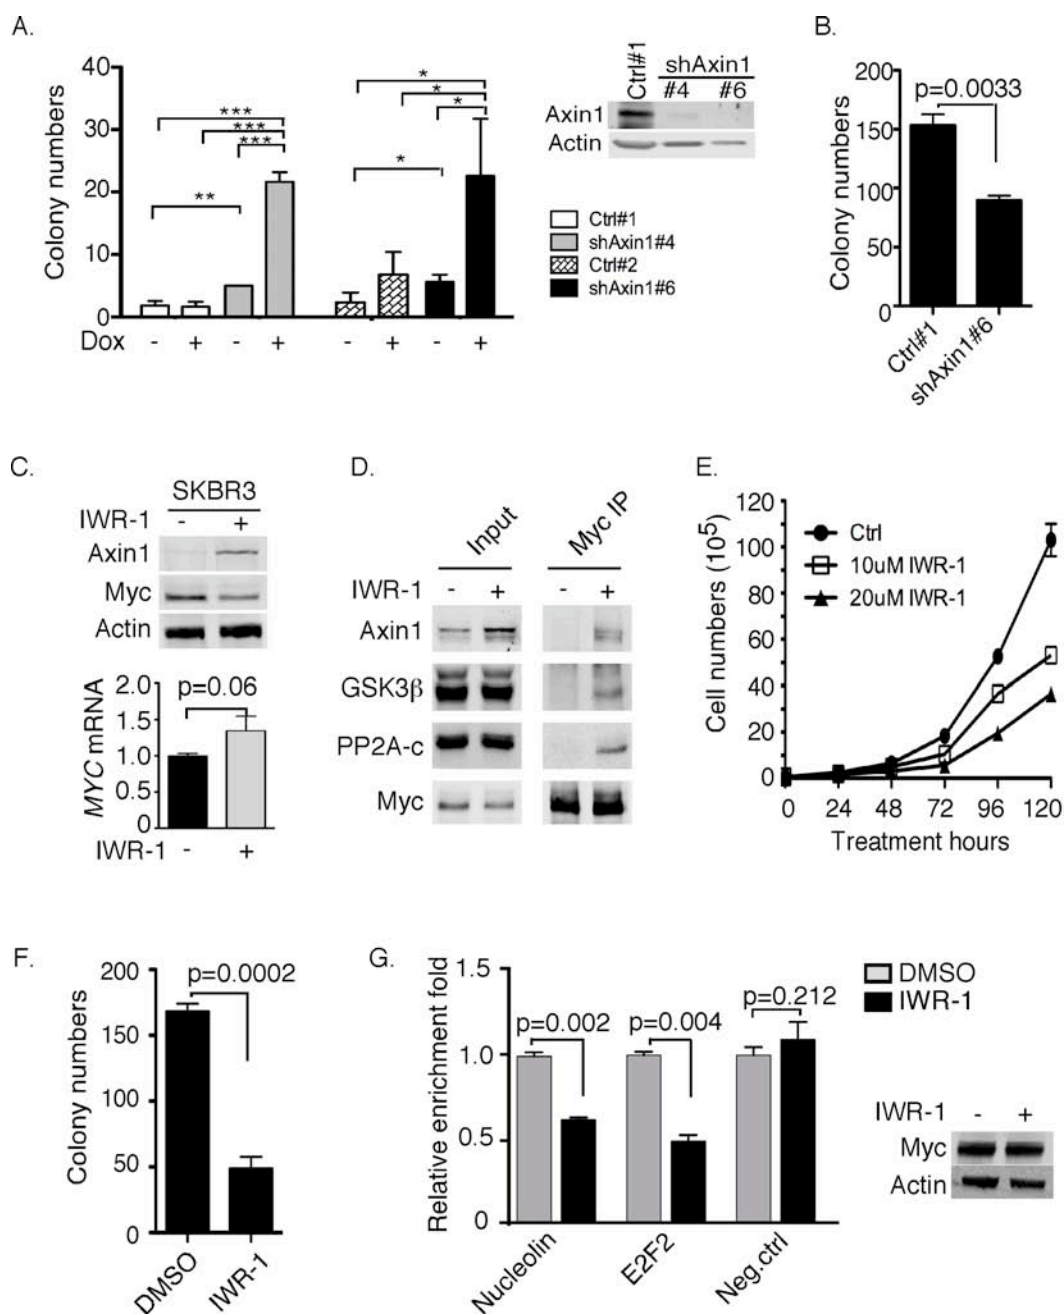 A.
40
30
20
10
0
Colony numbers
***
***
***
**
*
*
*
*
Dox - + - + - + - +
Ctrl#1
shAxin1
#4 #6
Axin1
Actin
Ctrl#1
shAxin1#4
Ctrl#2
shAxin1#6
B.
200
150
100
50
0
Colony numbers
p=0.0033
Ctrl#1
shAxin1#6
C.
SKBR3
IWR-1 - +
Axin1
Myc
Actin
2.0
1.5
1.0
0.5
0
MYC mRNA
p=0.06
IWR-1 - +
D.
Input
Myc IP
IWR-1 - + - +
Axin1
GSK3β
PP2A-c
Myc
E.
120
100
80
60
40
20
0
Cell numbers (10⁵)
Ctrl
10uM IWR-1
20uM IWR-1
0 24 48 72 96 120
Treatment hours
F.
200
150
100
50
0
Colony numbers
p=0.0002
DMSO
IWR-1
G.
1.5
1.0
0.5
0
Relative enrichment fold
p=0.002
p=0.004
p=0.212
Nucleolin
E2F2
Neg.ctrl
DMSO
IWR-1
IWR-1 - +
Myc
Actin